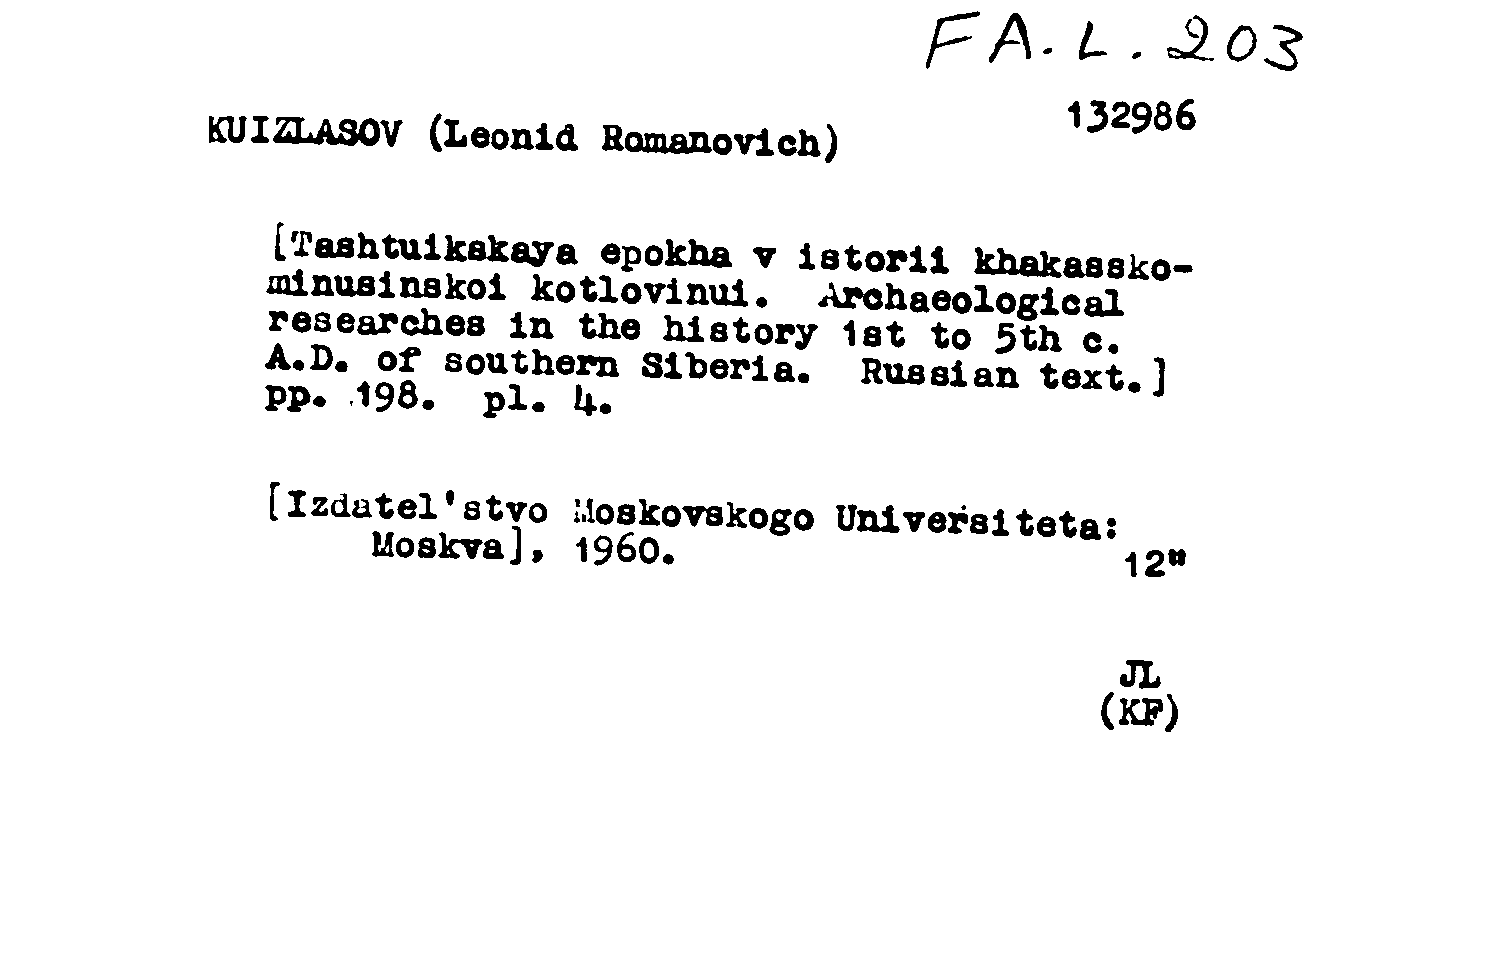 FA.L.203
132986
KUIZLASOV (Leonid Romanovich)
[Tashtuikskaya epokha v istorii khakassko-
minusinskoi kotlovinui. Archaeological
researches in the history 1st to 5th c.
A.D. of southern Siberia. Russian text.]
pp. 198. pl. 4.
[Izdatel'stvo Moskovskogo Universiteta:
Moskva], 1960.
12"
JL
(KF)